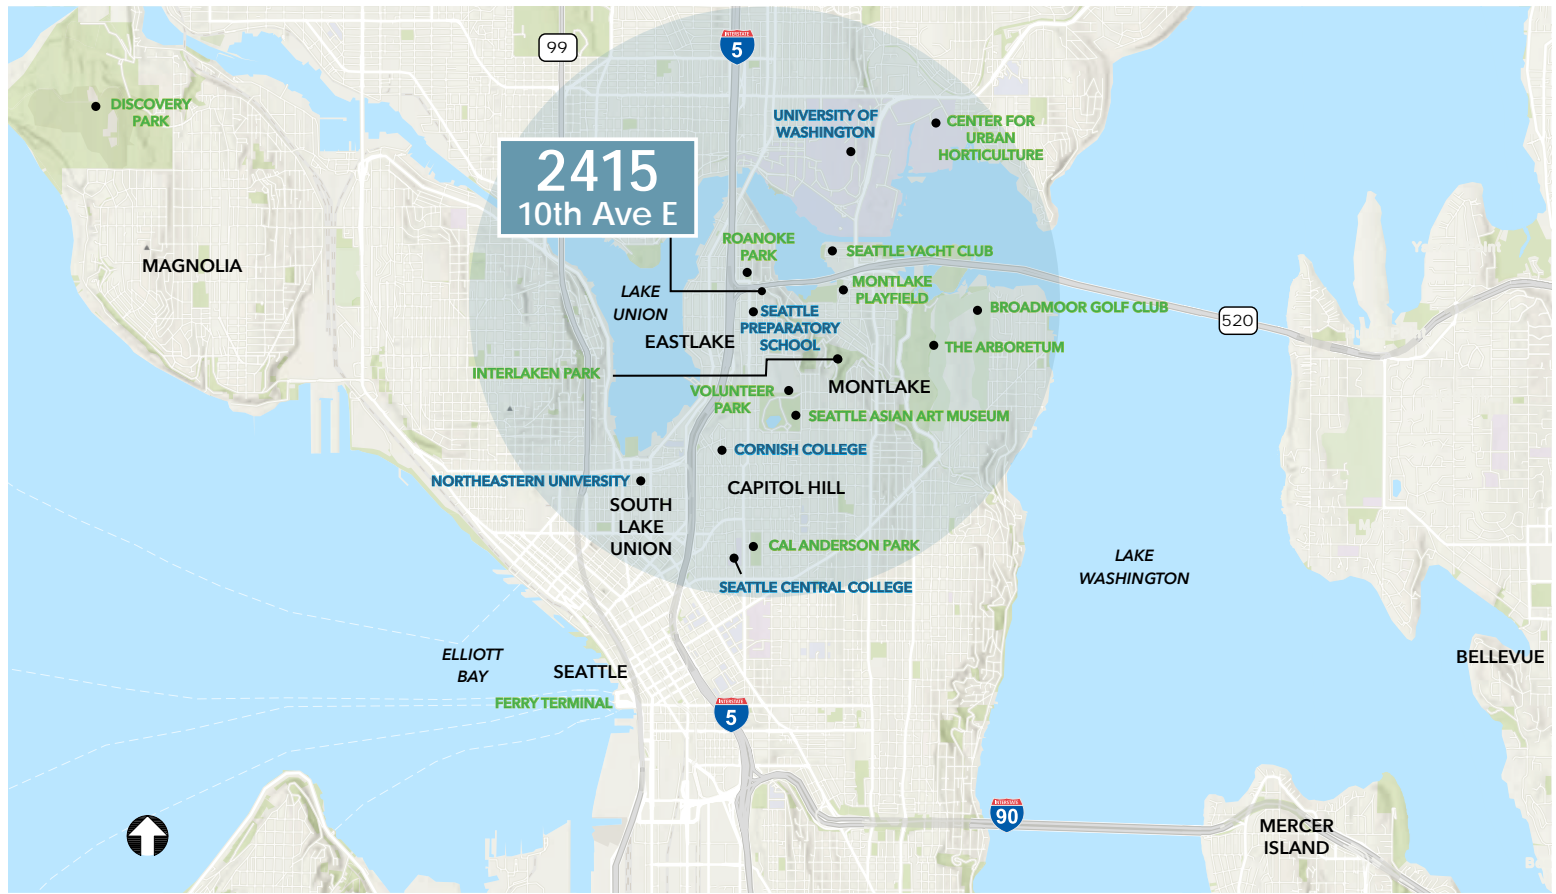 INTERSTATE
5
99
DISCOVERY
PARK
UNIVERSITY OF
WASHINGTON
CENTER FOR
URBAN
HORTICULTURE
2415
10th Ave E
ROANOKE
PARK
SEATTLE YACHT CLUB
MAGNOLIA
LAKE
UNION
MONTLAKE
PLAYFIELD
BROADMOOR GOLF CLUB
520
SEATTLE
PREPARATORY
SCHOOL
EASTLAKE
THE ARBORETUM
INTERLAKEN PARK
MONTLAKE
VOLUNTEER
PARK
SEATTLE ASIAN ART MUSEUM
CORNISH COLLEGE
NORTHEASTERN UNIVERSITY
CAPITOL HILL
SOUTH
LAKE
UNION
CAL ANDERSON PARK
SEATTLE CENTRAL COLLEGE
LAKE
WASHINGTON
ELLIOTT
BAY
SEATTLE
BELLEVUE
FERRY TERMINAL
INTERSTATE
5
INTERSTATE
90
MERCER
ISLAND